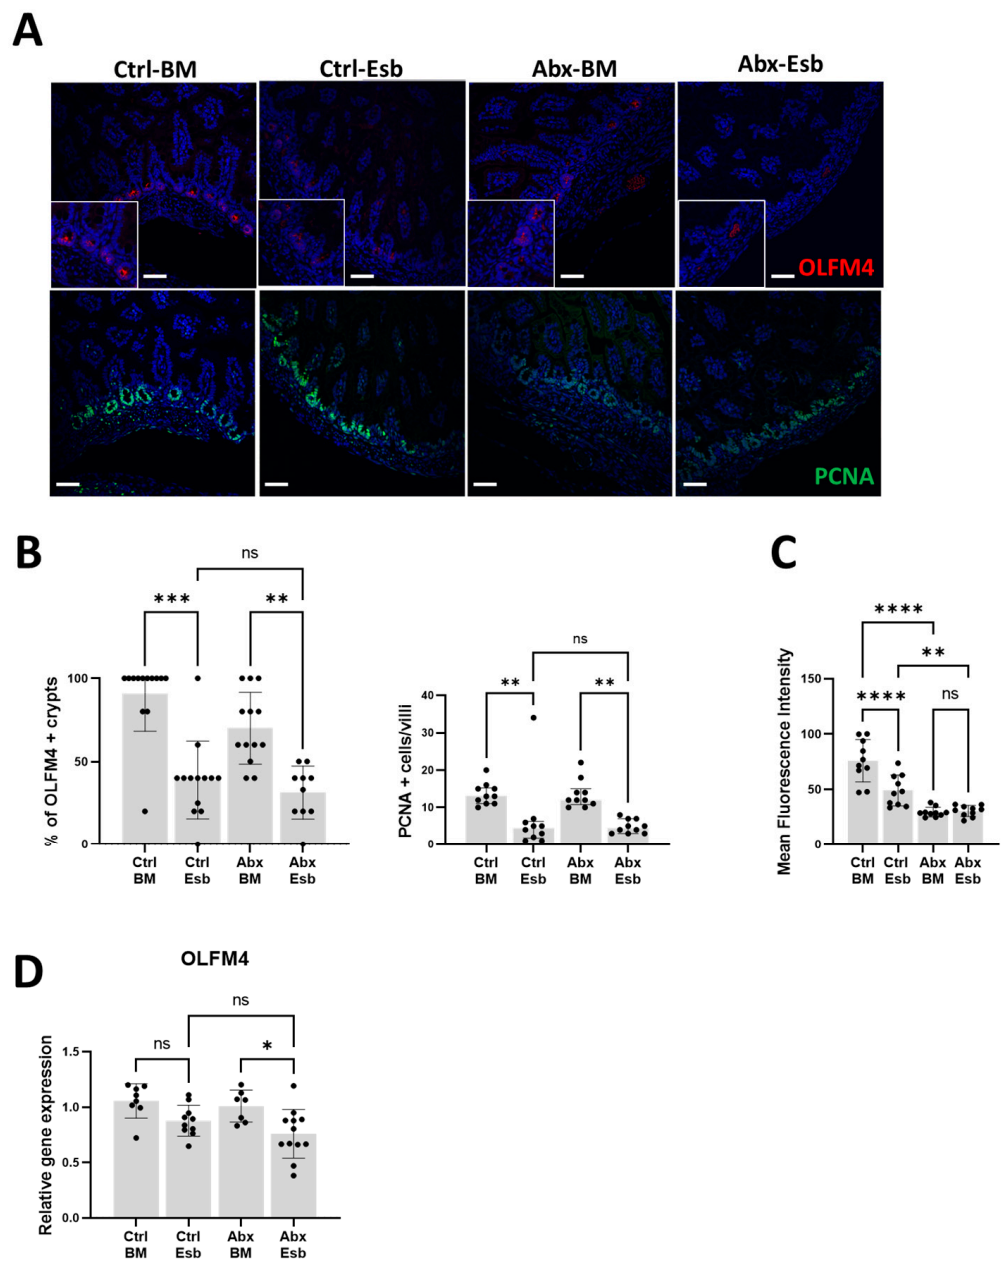 A
Ctrl-BM Ctrl-Esb Abx-BM Abx-Esb
OLFM4
PCNA
B
ns
*** **
% of OLFM4 + crypts
100
50
0
Ctrl Ctrl Abx Abx
BM Esb BM Esb
ns
** **
PCNA + cells/villi
40
30
20
10
0
Ctrl Ctrl Abx Abx
BM Esb BM Esb
C
****
**
**** ns
Mean Fluorescence Intensity
150
100
50
0
Ctrl Ctrl Abx Abx
BM Esb BM Esb
D
OLFM4
ns
ns *
Relative gene expression
1.5
1.0
0.5
0.0
Ctrl Ctrl Abx Abx
BM Esb BM Esb